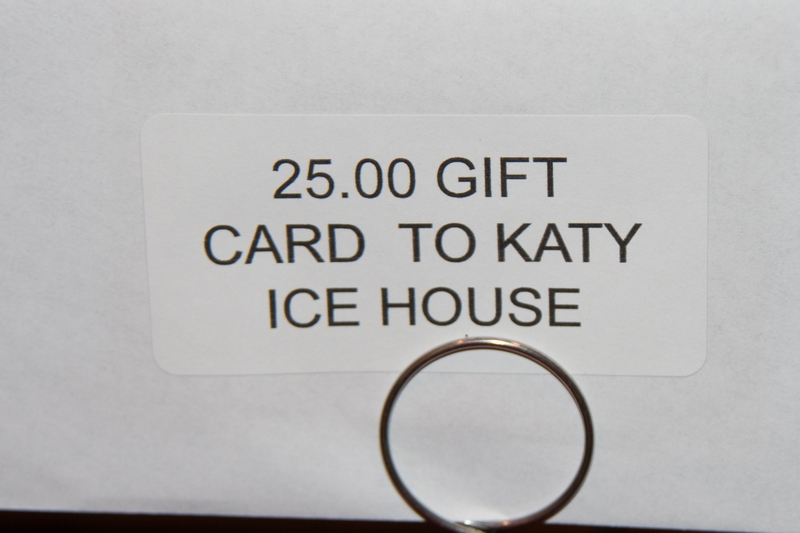 25.00 GIFT
CARD TO KATY
ICE HOUSE